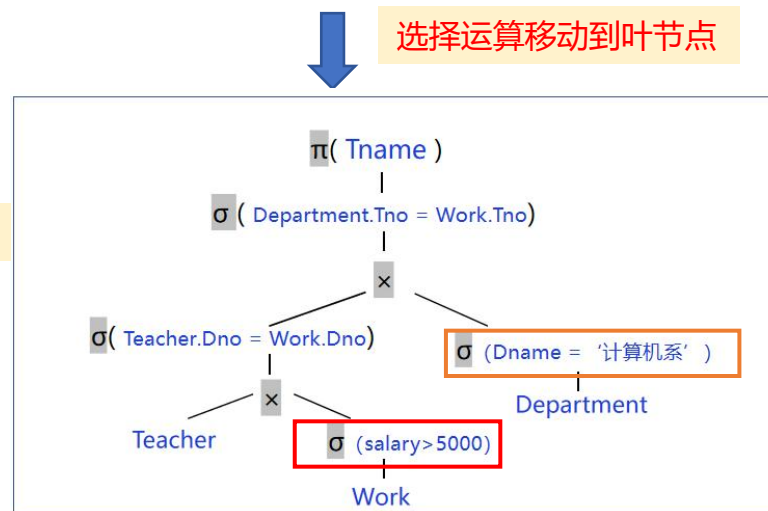 选择运算移动到叶节点
π( Tname )
σ ( Department.Tno = Work.Tno)
×
σ( Teacher.Dno = Work.Dno)
σ (Dname = ‘计算机系’ )
×
Department
Teacher
σ (salary>5000)
Work